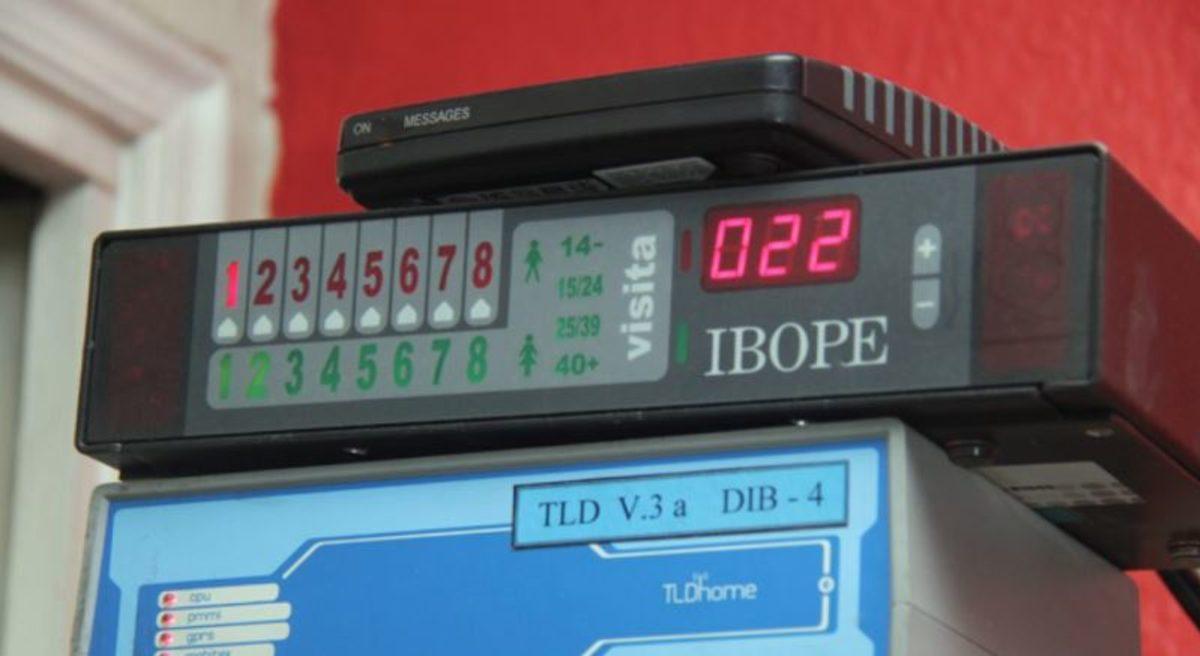 ON MESSAGES
1 2 3 4 5 6 7 8
1 2 3 4 5 6 7 8
14-
15/24
25/39
40+
visita
022
IBOPE
+
-
TLD V.3 a DIB - 4
TLDhome
cpu
pmmi
gprs